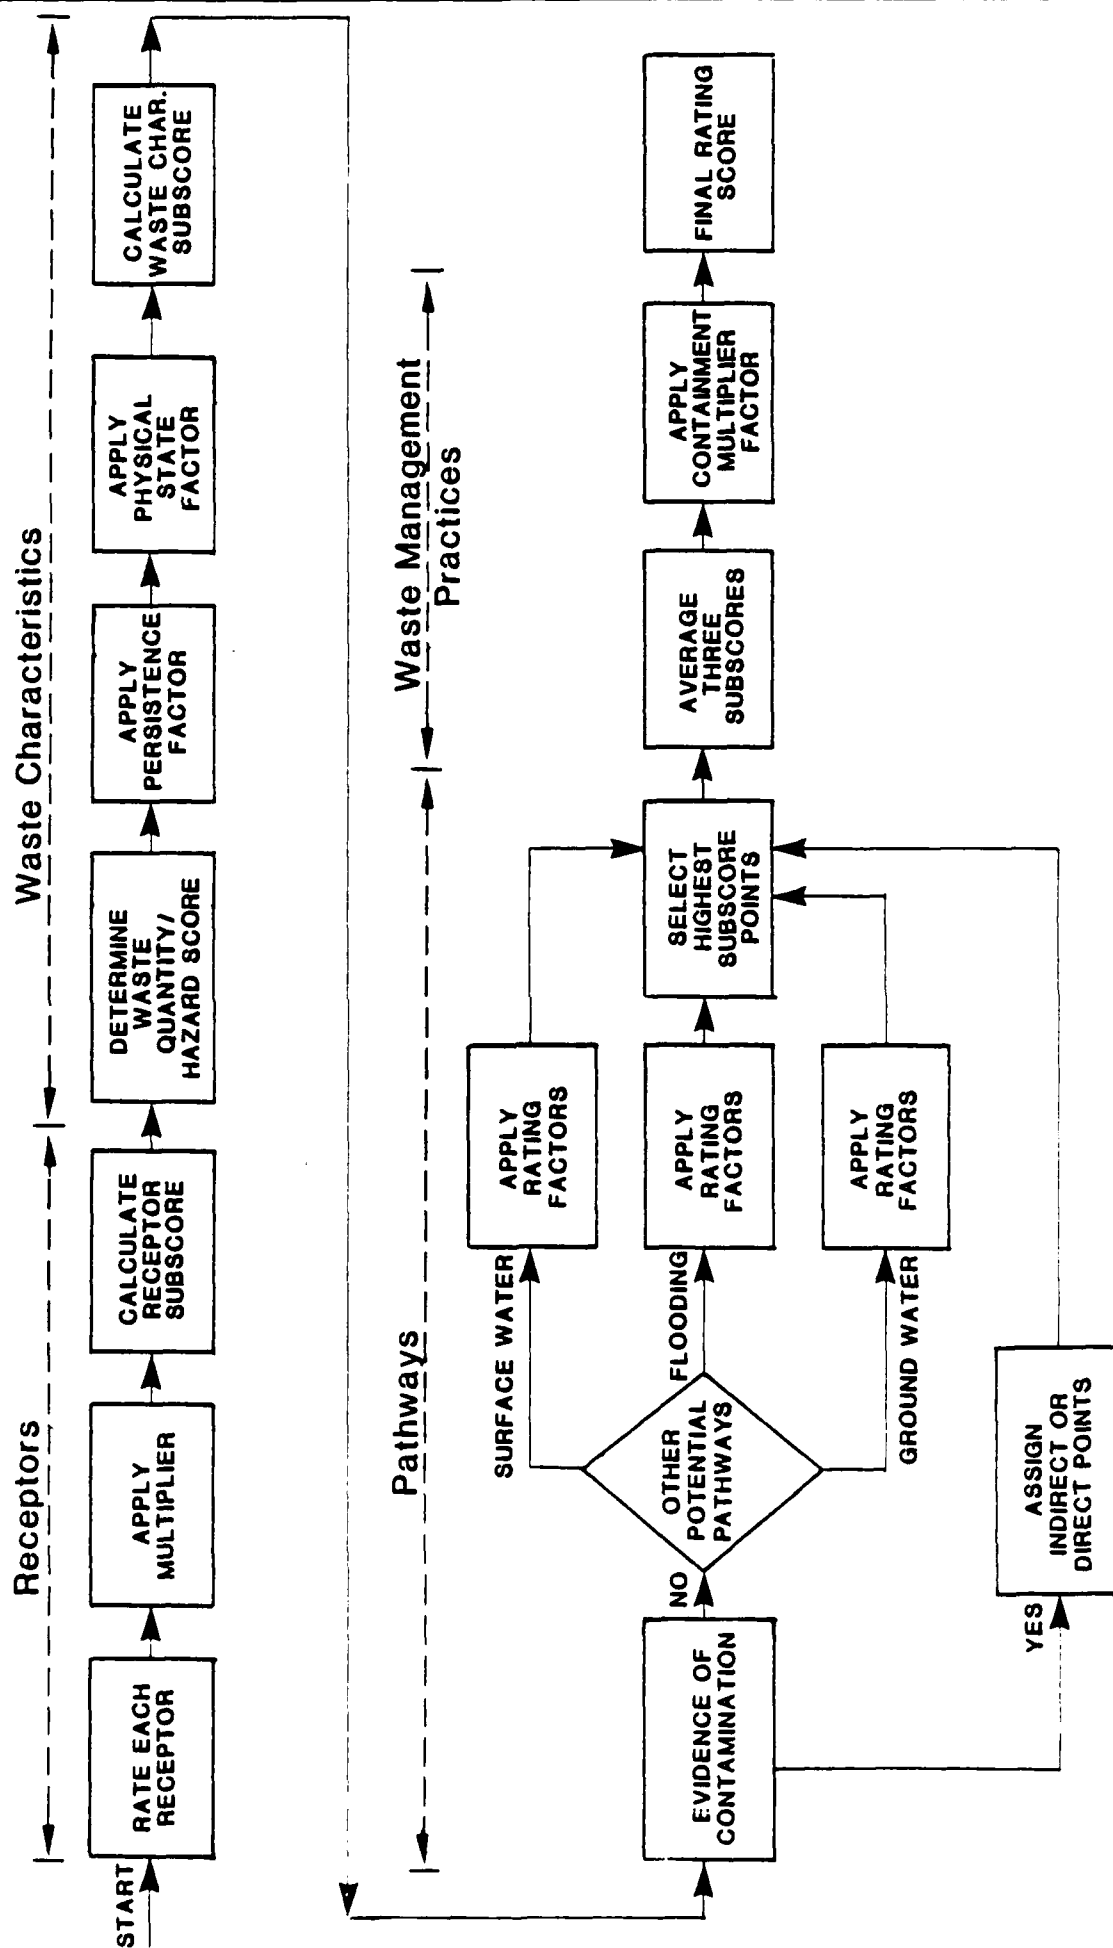 Receptors
Waste Characteristics
START
RATE EACH
RECEPTOR
APPLY
MULTIPLIER
CALCULATE
RECEPTOR
SUBSCORE
DETERMINE
WASTE
QUANTITY/
HAZARD SCORE
APPLY
PERSISTENCE
FACTOR
APPLY
PHYSICAL
STATE
FACTOR
CALCULATE
WASTE CHAR.
SUBSCORE
Pathways
Waste Management
Practices
EVIDENCE OF
CONTAMINATION
NO
YES
OTHER
POTENTIAL
PATHWAYS
SURFACE WATER
FLOODING
GROUND WATER
ASSIGN
INDIRECT OR
DIRECT POINTS
APPLY
RATING
FACTORS
APPLY
RATING
FACTORS
APPLY
RATING
FACTORS
SELECT
HIGHEST
SUBSCORE
POINTS
AVERAGE
THREE
SUBSCORES
APPLY
CONTAINMENT
MULTIPLIER
FACTOR
FINAL RATING
SCORE